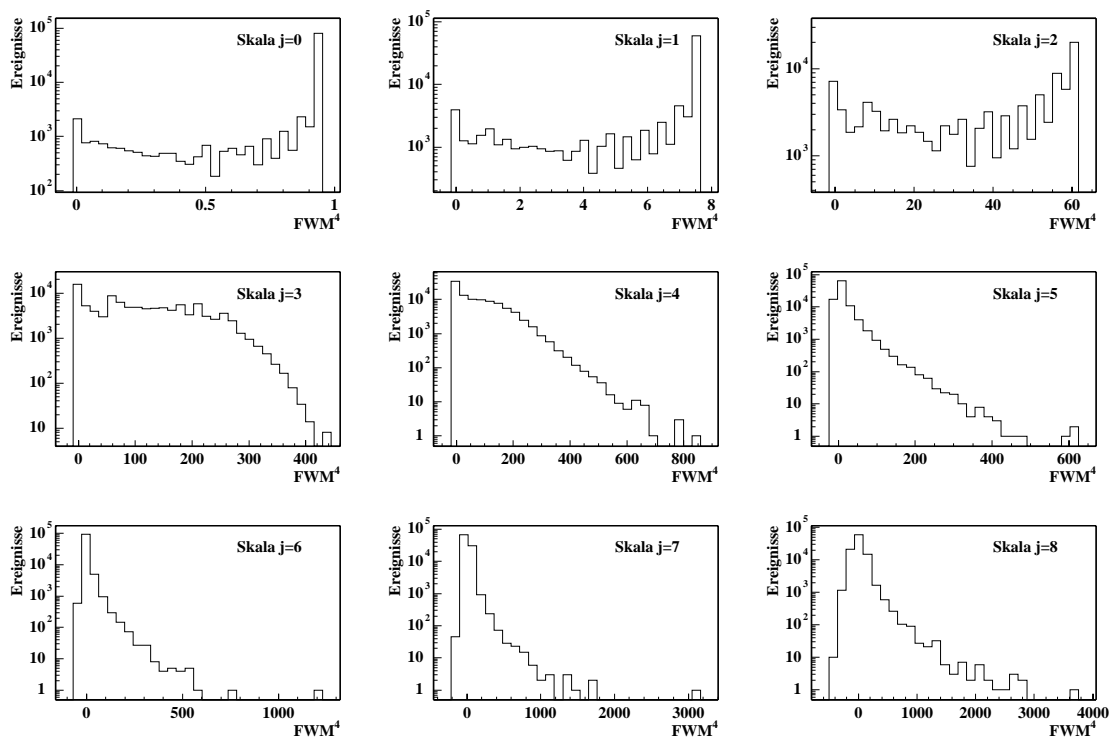 Ereignisse
10^5
10^4
10^3
10^2
Skala j=0
0 0.5 1
FWM^4
Ereignisse
10^5
10^4
10^3
Skala j=1
0 2 4 6 8
FWM^4
Ereignisse
10^4
10^3
Skala j=2
0 20 40 60
FWM^4
Ereignisse
10^4
10^3
10^2
10
Skala j=3
0 100 200 300 400
FWM^4
Ereignisse
10^4
10^3
10^2
10
1
Skala j=4
0 200 400 600 800
FWM^4
Ereignisse
10^5
10^4
10^3
10^2
10
1
Skala j=5
0 200 400 600
FWM^4
Ereignisse
10^5
10^4
10^3
10^2
10
1
Skala j=6
0 500 1000
FWM^4
Ereignisse
10^5
10^4
10^3
10^2
10
1
Skala j=7
0 1000 2000 3000
FWM^4
Ereignisse
10^5
10^4
10^3
10^2
10
1
Skala j=8
0 1000 2000 3000 4000
FWM^4